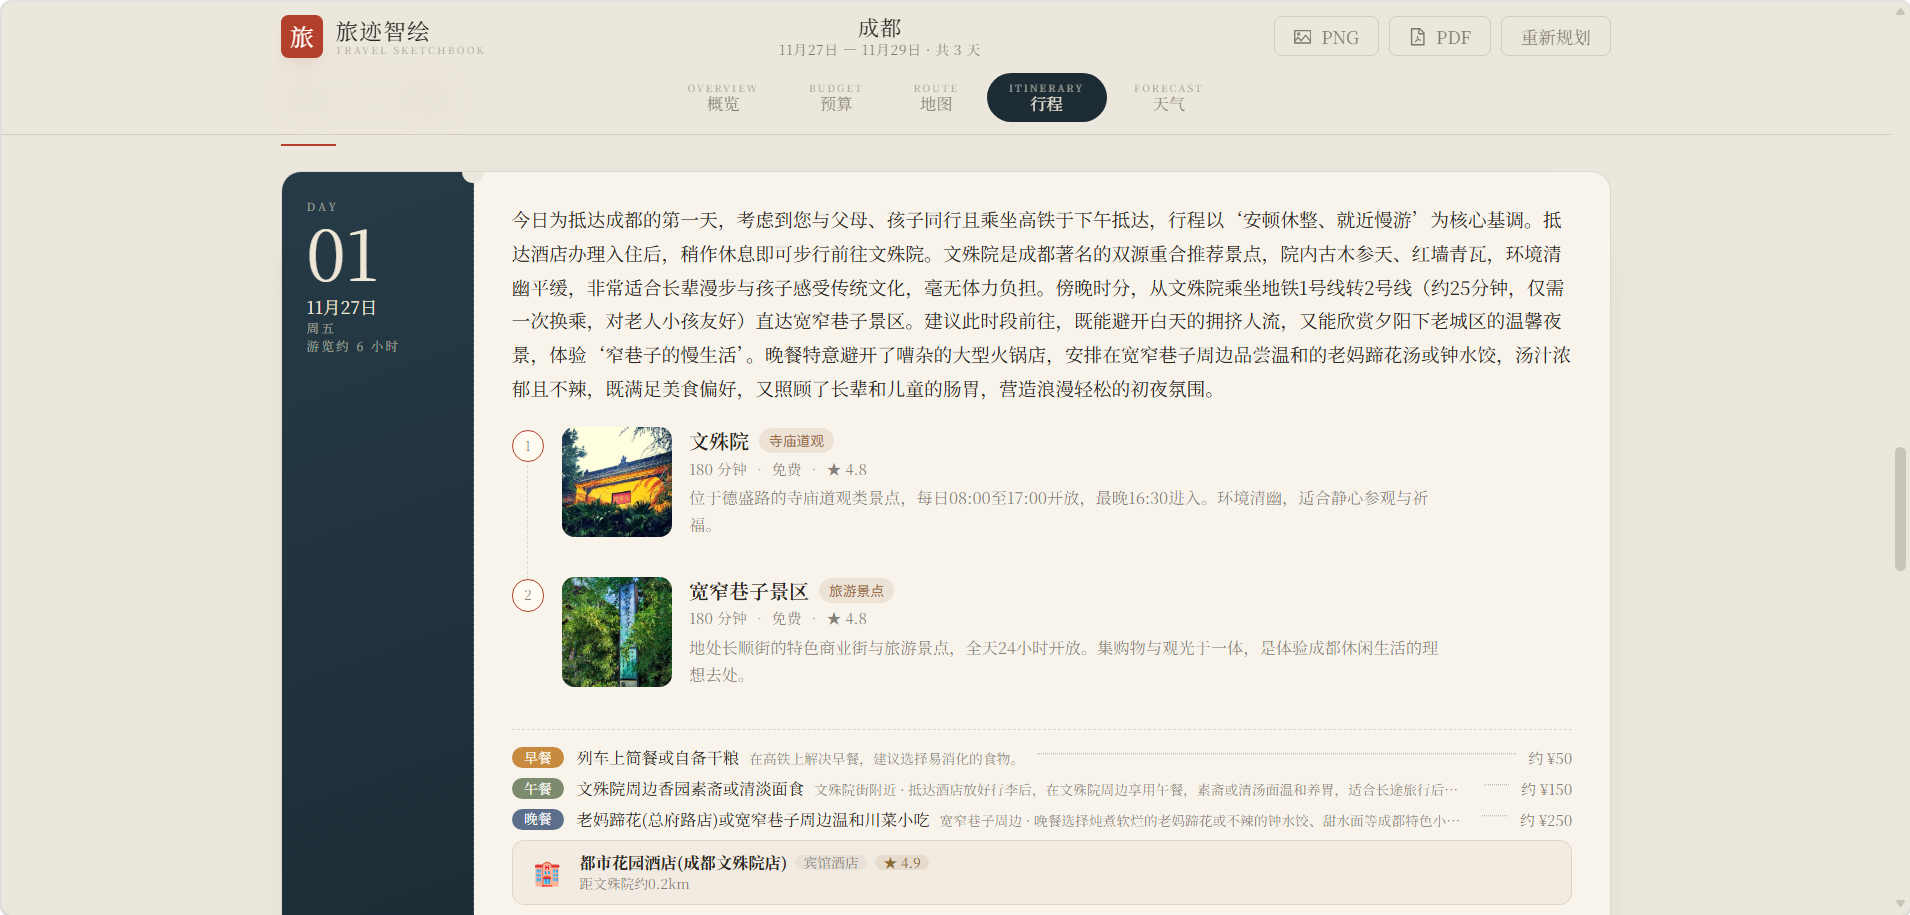 旅 旅迹智绘
TRAVEL SKETCHBOOK
成都
11月27日 — 11月29日 · 共 3 天
PNG PDF 重新规划
OVERVIEW BUDGET ROUTE ITINERARY FORECAST
概览 预算 地图 行程 天气
DAY
01
11月27日
周五
游览约 6 小时
今日为抵达成都的第一天，考虑到您与父母、孩子同行且乘坐高铁于下午抵达，行程以‘安顿休整、就近慢游’为核心基调。抵
达酒店办理入住后，稍作休息即可步行前往文殊院。文殊院是成都著名的双源重合推荐景点，院内古木参天、红墙青瓦，环境清
幽平缓，非常适合长辈漫步与孩子感受传统文化，毫无体力负担。傍晚时分，从文殊院乘坐地铁1号线转2号线（约25分钟，仅需
一次换乘，对老人小孩友好）直达宽窄巷子景区。建议此时段前往，既能避开白天的拥挤人流，又能欣赏夕阳下老城区的温馨夜
景，体验‘窄巷子的慢生活’。晚餐特意避开了嘈杂的大型火锅店，安排在宽窄巷子周边品尝温和的老妈蹄花汤或钟水饺，汤汁浓
郁且不辣，既满足美食偏好，又照顾了长辈和儿童的肠胃，营造浪漫轻松的初夜氛围。
1
文殊院 寺庙道观
180 分钟 · 免费 · ★ 4.8
位于德盛路的寺庙道观类景点，每日08:00至17:00开放，最晚16:30进入。环境清幽，适合静心参观与祈
福。
2
宽窄巷子景区 旅游景点
180 分钟 · 免费 · ★ 4.8
地处长顺街的特色商业街与旅游景点，全天24小时开放。集购物与观光于一体，是体验成都休闲生活的理
想去处。
早餐 列车上简餐或自备干粮 在高铁上解决早餐，建议选择易消化的食物。 约 ¥50
午餐 文殊院周边香园素斋或清淡面食 文殊院街附近 · 抵达酒店放好行李后，在文殊院周边享用午餐，素斋或清汤面温和养胃，适合长途旅行后… 约 ¥150
晚餐 老妈蹄花(总府路店)或宽窄巷子周边温和川菜小吃 宽窄巷子周边 · 晚餐选择炖煮软烂的老妈蹄花或不辣的钟水饺、甜水面等成都特色小… 约 ¥250
都市花园酒店(成都文殊院店) 宾馆酒店 ★ 4.9
距文殊院约0.2km